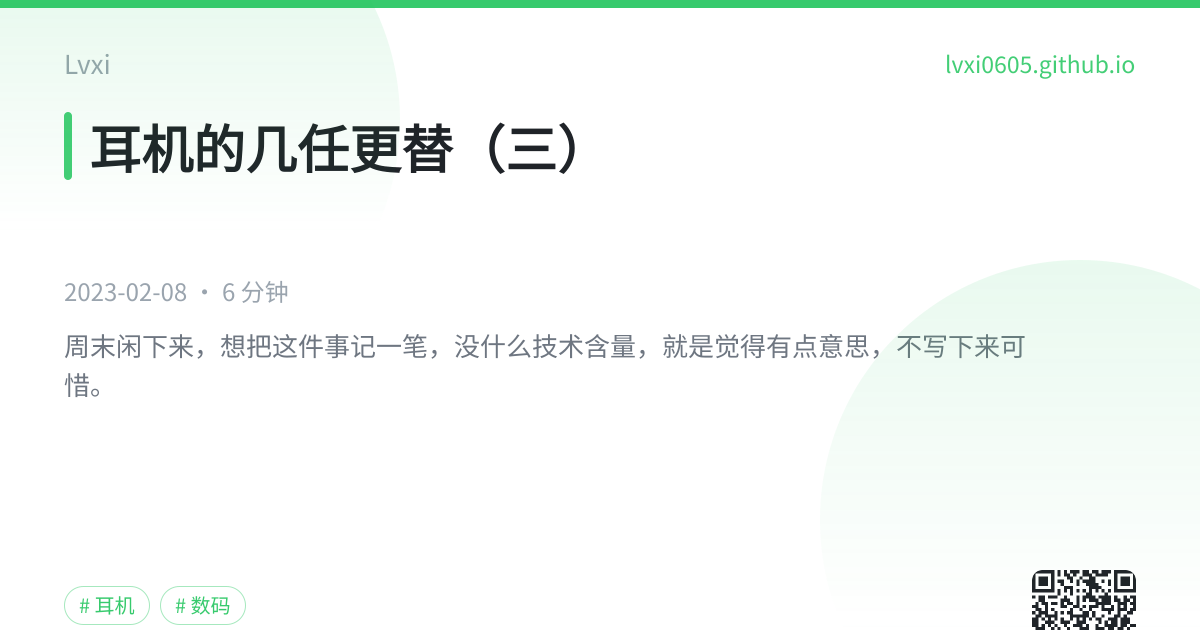 Lvxi
lvxi0605.github.io
耳机的几任更替（三）
2023-02-08 · 6 分钟
周末闲下来，想把这件事记一笔，没什么技术含量，就是觉得有点意思，不写下来可
惜。
# 耳机
# 数码